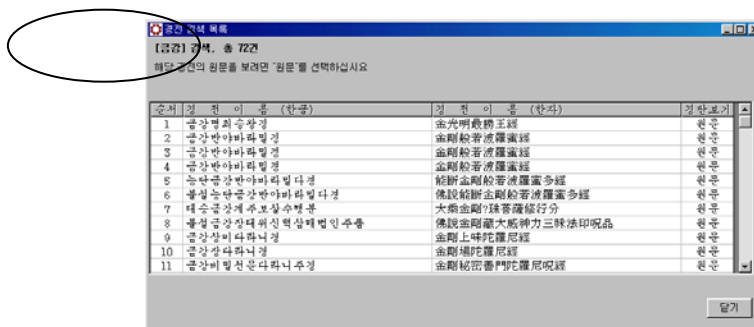 경전 검색 목록
[금강] 검색, 총 72건
해당 경전의 원문을 보려면 "원문"를 선택하십시요
순서 경 전 이 름 (한글) 경 전 이 름 (한자) 경전보기
1 금강명최승왕경 金光明最勝王經 원문
2 금강반야바라밀경 金剛般若波羅蜜經 원문
3 금강반야바라밀경 金剛般若波羅蜜經 원문
4 금강반야바라밀경 金剛般若波羅蜜經 원문
5 능단금강반야바라밀다경 能斷金剛般若波羅蜜多經 원문
6 불설능단금강반야바라밀다경 佛說能斷金剛般若波羅蜜多經 원문
7 대승금강계주보살수행분 大乘金剛?珠菩薩修行分 원문
8 불설금강장대위신력삼매법인주품 佛說金剛藏大威神力三昧法印呪品 원문
9 금강상미다라니경 金剛上味陀羅尼經 원문
10 금강장다라니경 金剛場陀羅尼經 원문
11 금강비밀선문다라니주경 金剛秘密善門陀羅尼呪經 원문
닫기